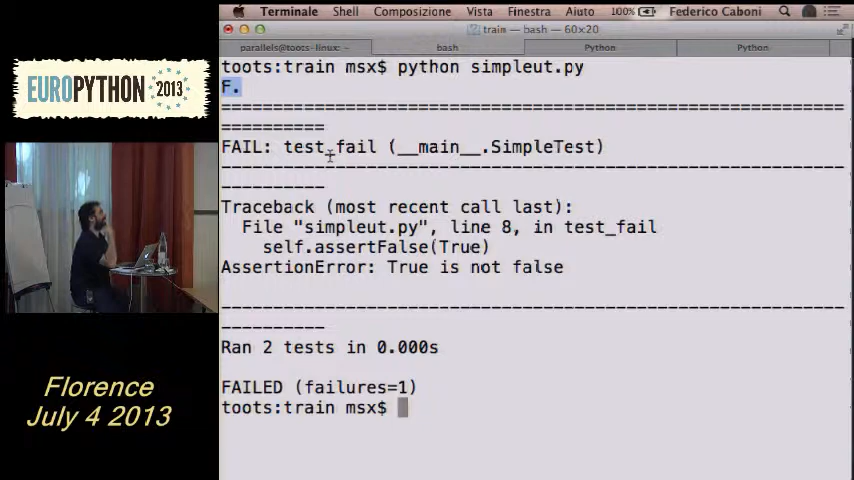 Terminale Shell Composizione Vista Finestra Aiuto 100% Federico Caboni
train — bash — 60×20
parallels@toots-linux: ~ bash Python Python
toots:train msx$ python simpleut.py
F.
============================================================
==========
FAIL: test_fail (__main__.SimpleTest)
------------------------------------------------------------
----------
Traceback (most recent call last):
File "simpleut.py", line 8, in test_fail
self.assertFalse(True)
AssertionError: True is not false
------------------------------------------------------------
----------
Ran 2 tests in 0.000s
FAILED (failures=1)
toots:train msx$
EUROPYTHON 2013
Florence
July 4 2013